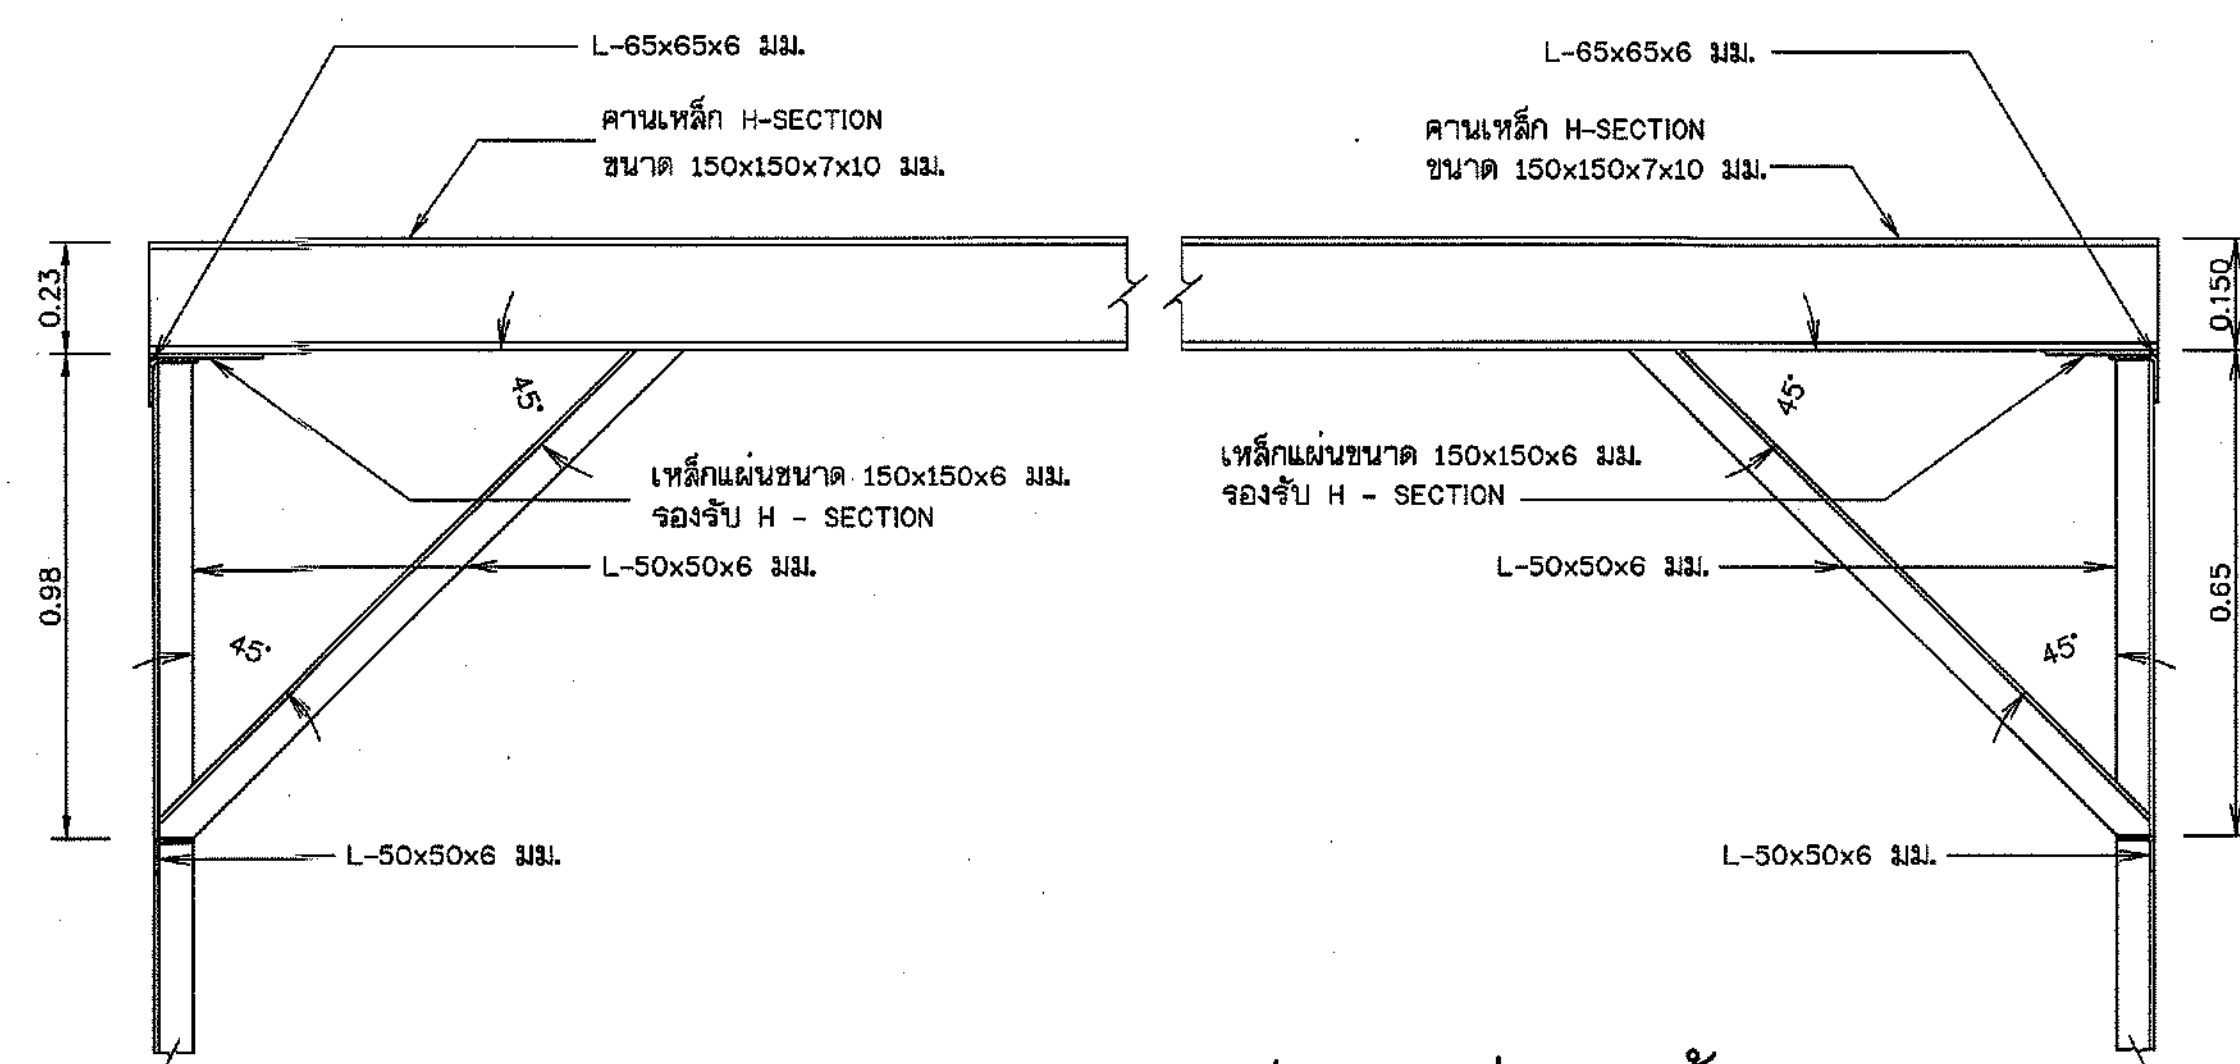 L-65x65x6 มม.
L-65x65x6 มม.
คานเหล็ก H-SECTION
ขนาด 150x150x7x10 มม.
คานเหล็ก H-SECTION
ขนาด 150x150x7x10 มม.
0.23
0.150
45°
45°
เหล็กแผ่นขนาด 150x150x6 มม.
รองรับ H - SECTION
เหล็กแผ่นขนาด 150x150x6 มม.
รองรับ H - SECTION
L-50x50x6 มม.
L-50x50x6 มม.
0.98
0.65
45°
45°
L-50x50x6 มม.
L-50x50x6 มม.